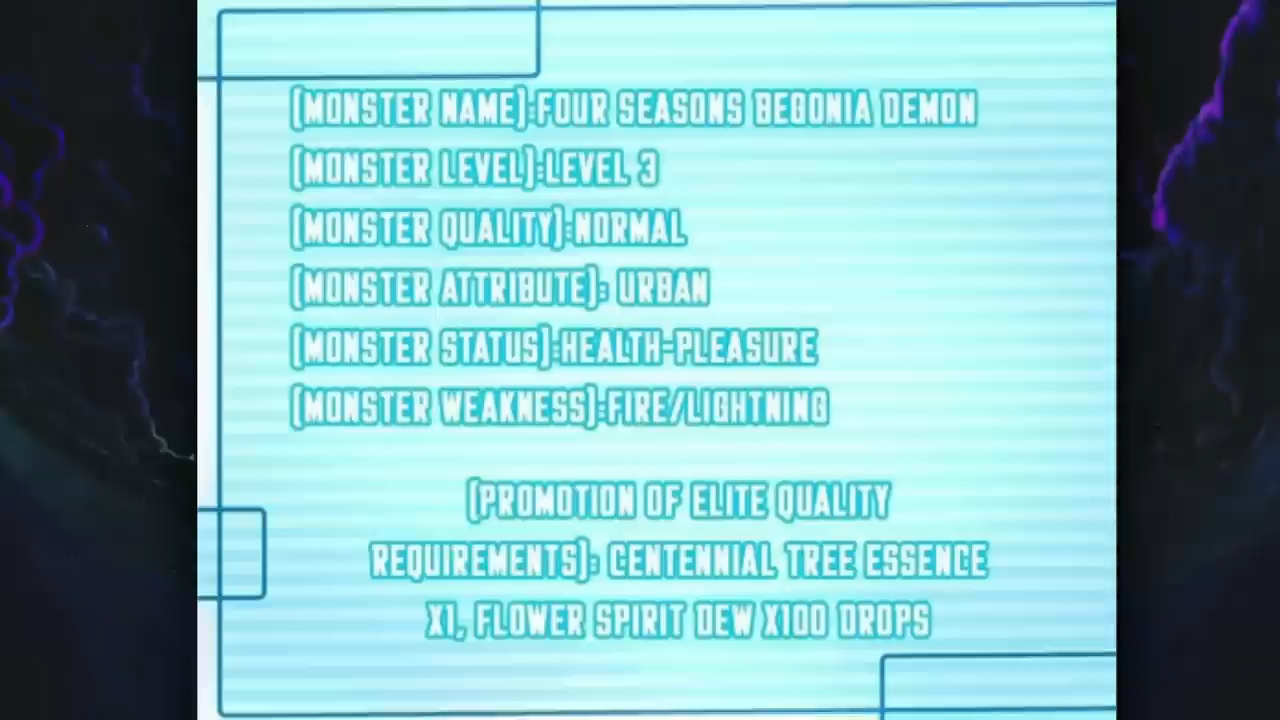 [MONSTER NAME]:FOUR SEASONS BEGONIA DEMON
[MONSTER LEVEL]:LEVEL 3
[MONSTER QUALITY]:NORMAL
[MONSTER ATTRIBUTE]: URBAN
[MONSTER STATUS]:HEALTH-PLEASURE
[MONSTER WEAKNESS]:FIRE/LIGHTNING
[PROMOTION OF ELITE QUALITY
REQUIREMENTS]: CENTENNIAL TREE ESSENCE
X1, FLOWER SPIRIT DEW X100 DROPS